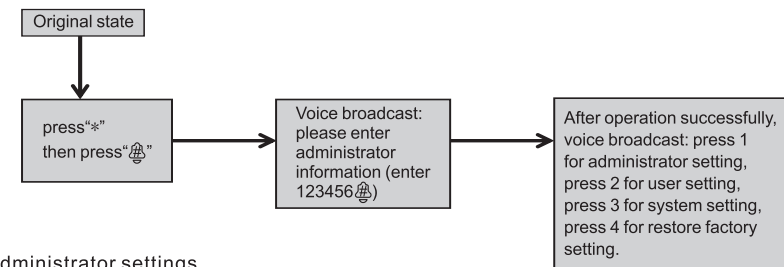 Original state
press“*”
then press“#”
Voice broadcast:
please enter
administrator
information (enter
123456#)
After operation successfully,
voice broadcast: press 1
for administrator setting,
press 2 for user setting,
press 3 for system setting,
press 4 for restore factory
setting.
dministrator settings